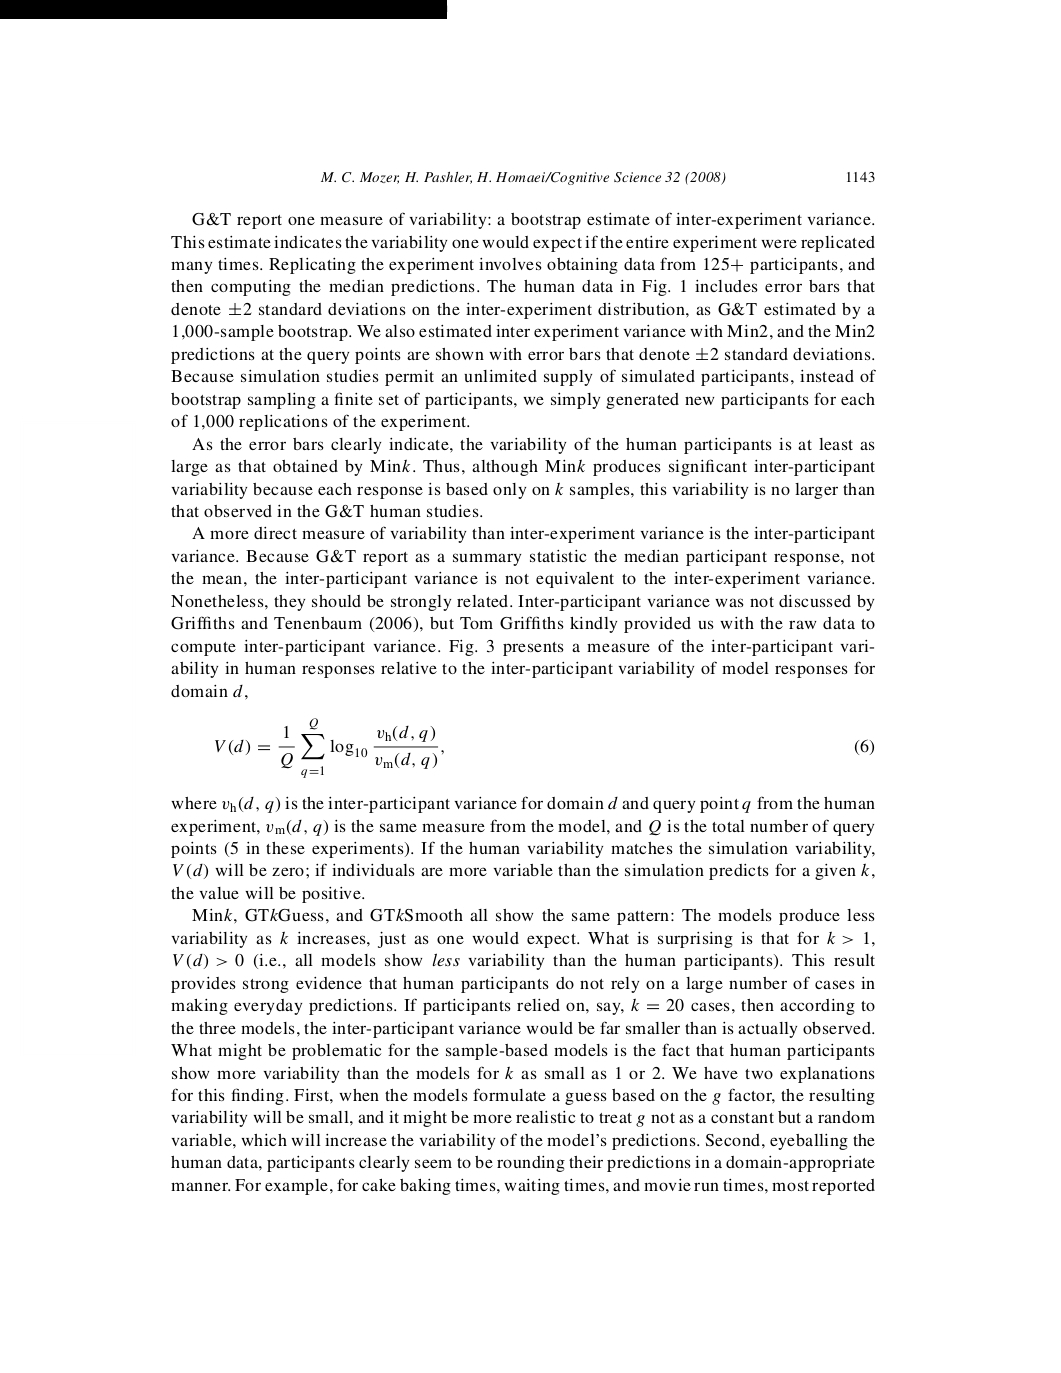 M. C. Mozer, H. Pashler, H. Homaei/Cognitive Science 32 (2008) 1143
G&T report one measure of variability: a bootstrap estimate of inter-experiment variance.
This estimate indicates the variability one would expect if the entire experiment were replicated
many times. Replicating the experiment involves obtaining data from 125+ participants, and
then computing the median predictions. The human data in Fig. 1 includes error bars that
denote ±2 standard deviations on the inter-experiment distribution, as G&T estimated by a
1,000-sample bootstrap. We also estimated inter experiment variance with Min2, and the Min2
predictions at the query points are shown with error bars that denote ±2 standard deviations.
Because simulation studies permit an unlimited supply of simulated participants, instead of
bootstrap sampling a finite set of participants, we simply generated new participants for each
of 1,000 replications of the experiment.
As the error bars clearly indicate, the variability of the human participants is at least as
large as that obtained by Mink. Thus, although Mink produces significant inter-participant
variability because each response is based only on k samples, this variability is no larger than
that observed in the G&T human studies.
A more direct measure of variability than inter-experiment variance is the inter-participant
variance. Because G&T report as a summary statistic the median participant response, not
the mean, the inter-participant variance is not equivalent to the inter-experiment variance.
Nonetheless, they should be strongly related. Inter-participant variance was not discussed by
Griffiths and Tenenbaum (2006), but Tom Griffiths kindly provided us with the raw data to
compute inter-participant variance. Fig. 3 presents a measure of the inter-participant vari-
ability in human responses relative to the inter-participant variability of model responses for
domain d,
V(d) = 1/Q ∑_{q=1}^{Q} log₁₀ v_h(d, q)/v_m(d, q), (6)
where v_h(d, q) is the inter-participant variance for domain d and query point q from the human
experiment, v_m(d, q) is the same measure from the model, and Q is the total number of query
points (5 in these experiments). If the human variability matches the simulation variability,
V(d) will be zero; if individuals are more variable than the simulation predicts for a given k,
the value will be positive.
Mink, GTkGuess, and GTkSmooth all show the same pattern: The models produce less
variability as k increases, just as one would expect. What is surprising is that for k > 1,
V(d) > 0 (i.e., all models show less variability than the human participants). This result
provides strong evidence that human participants do not rely on a large number of cases in
making everyday predictions. If participants relied on, say, k = 20 cases, then according to
the three models, the inter-participant variance would be far smaller than is actually observed.
What might be problematic for the sample-based models is the fact that human participants
show more variability than the models for k as small as 1 or 2. We have two explanations
for this finding. First, when the models formulate a guess based on the g factor, the resulting
variability will be small, and it might be more realistic to treat g not as a constant but a random
variable, which will increase the variability of the model's predictions. Second, eyeballing the
human data, participants clearly seem to be rounding their predictions in a domain-appropriate
manner. For example, for cake baking times, waiting times, and movie run times, most reported